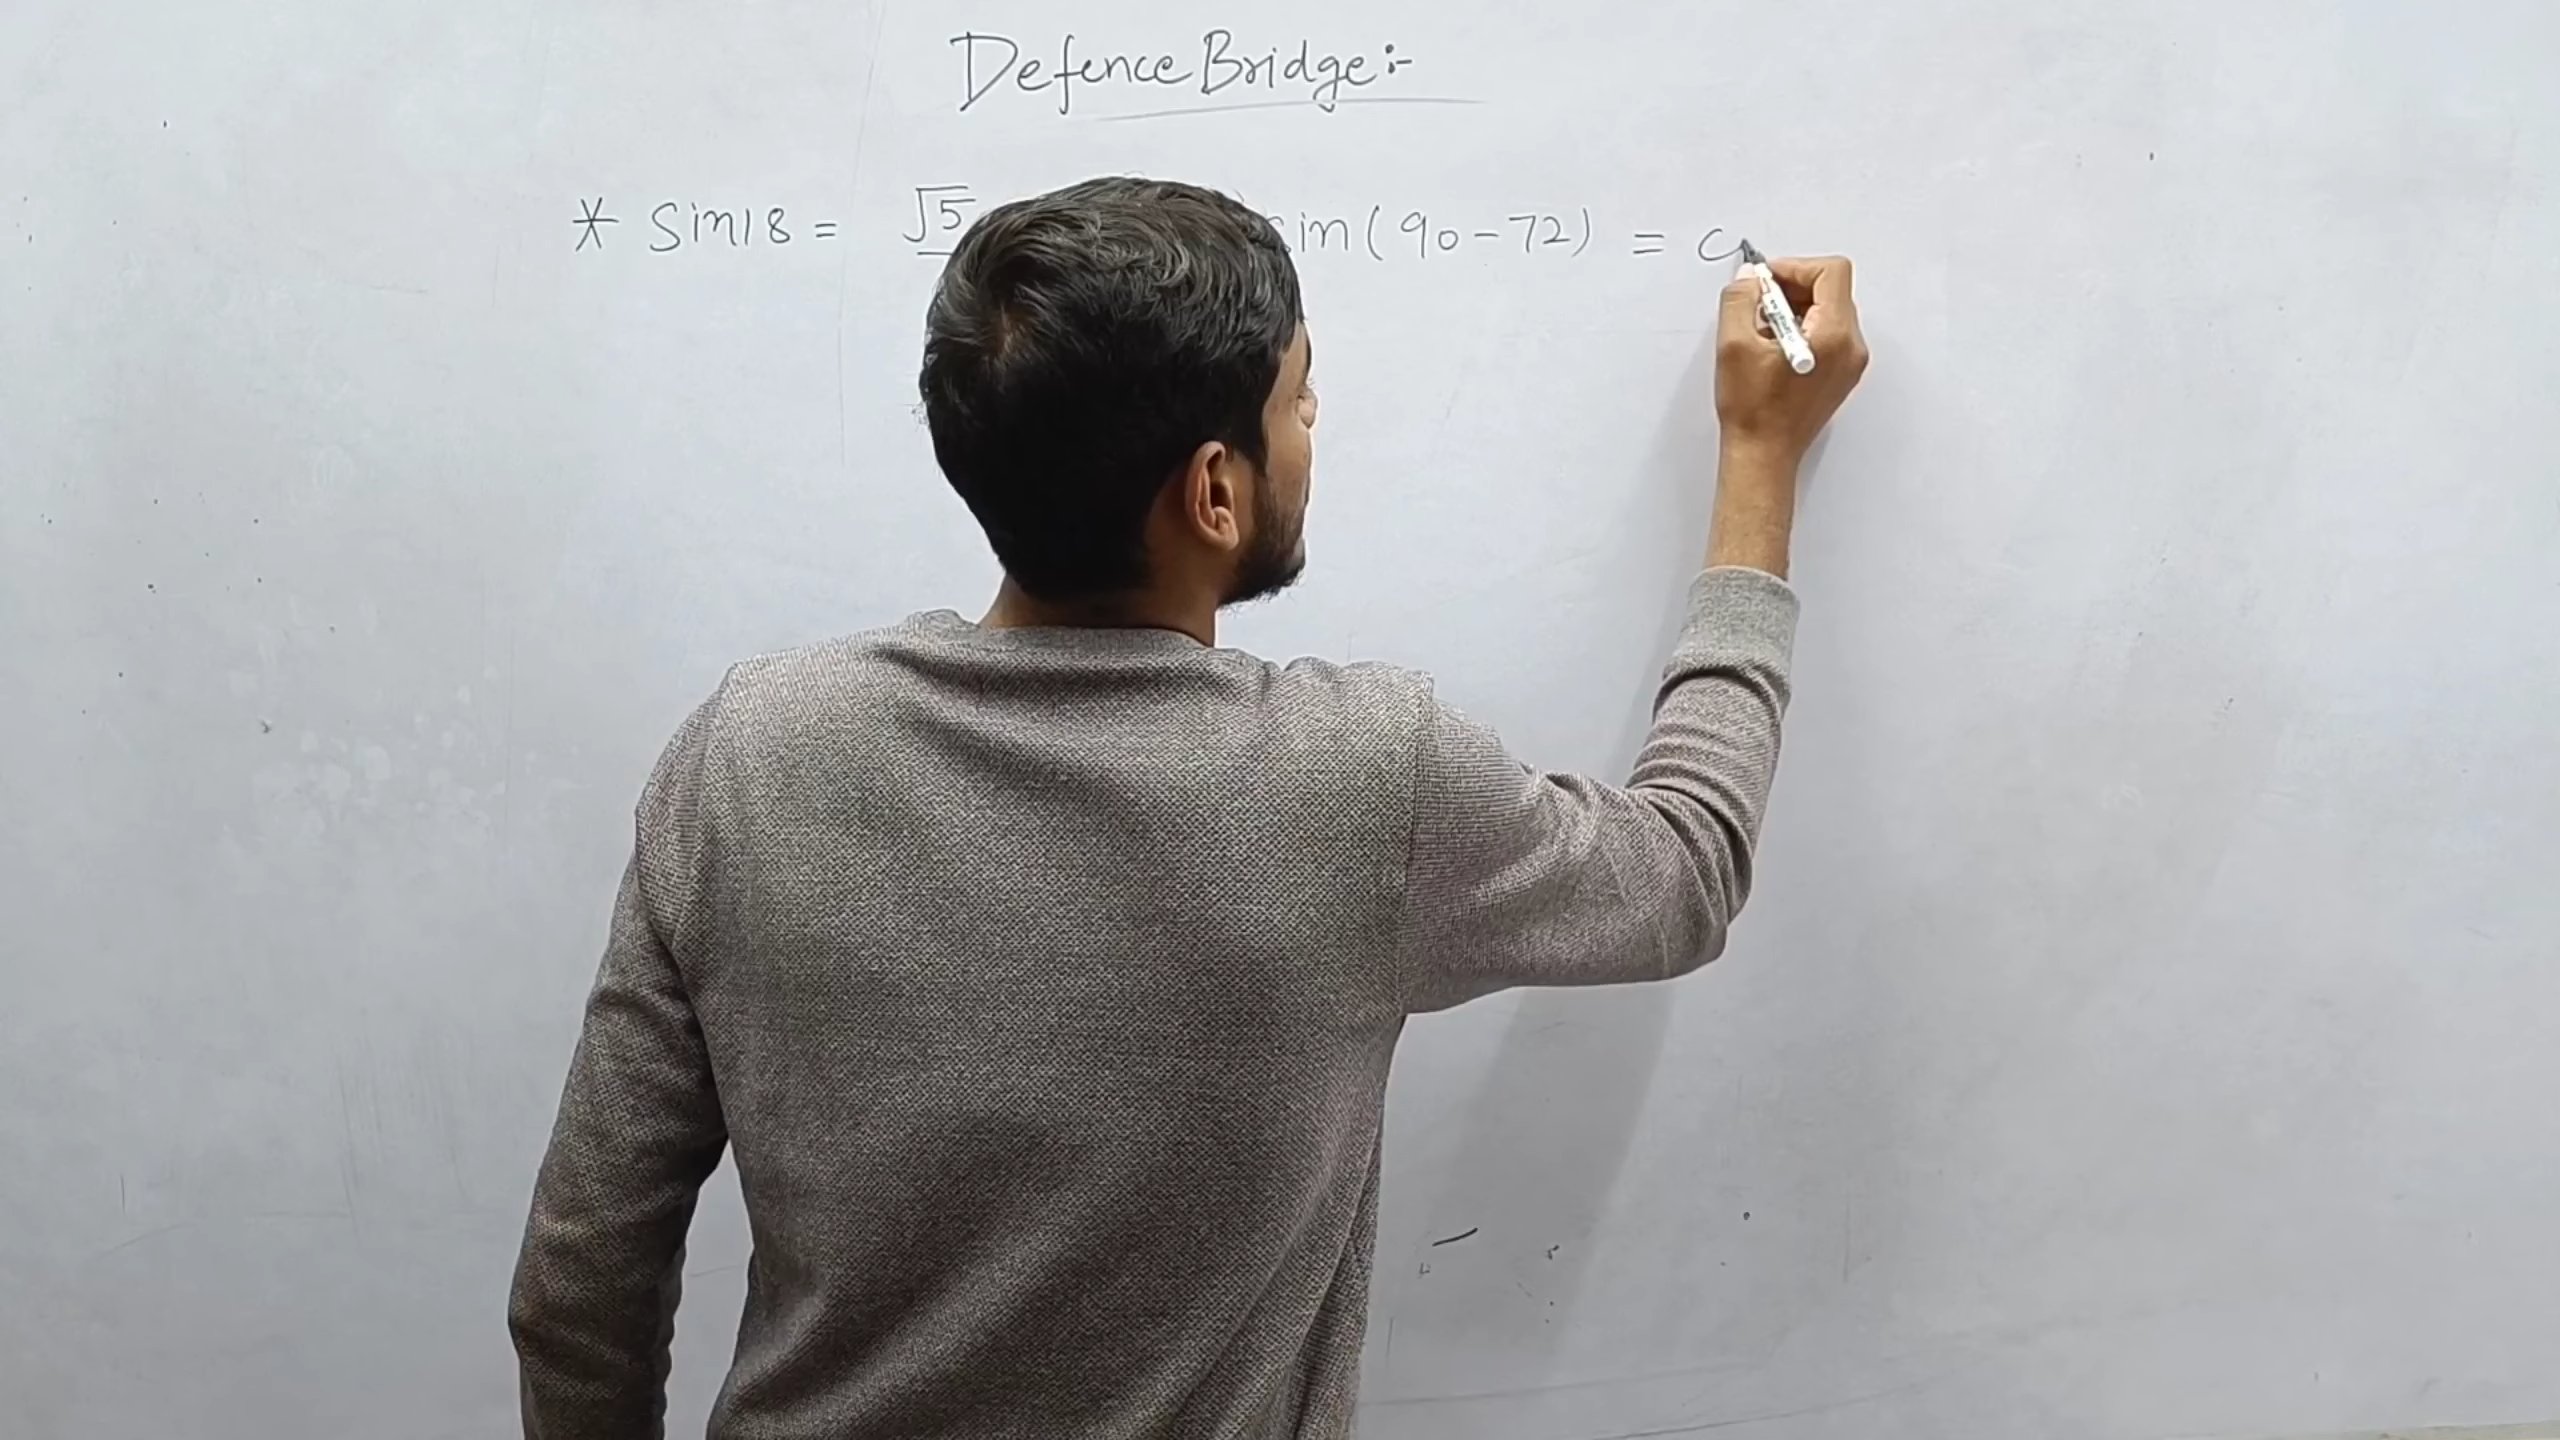 Defence Bridge:-
* Sin18 = √5 sin(90-72) = c